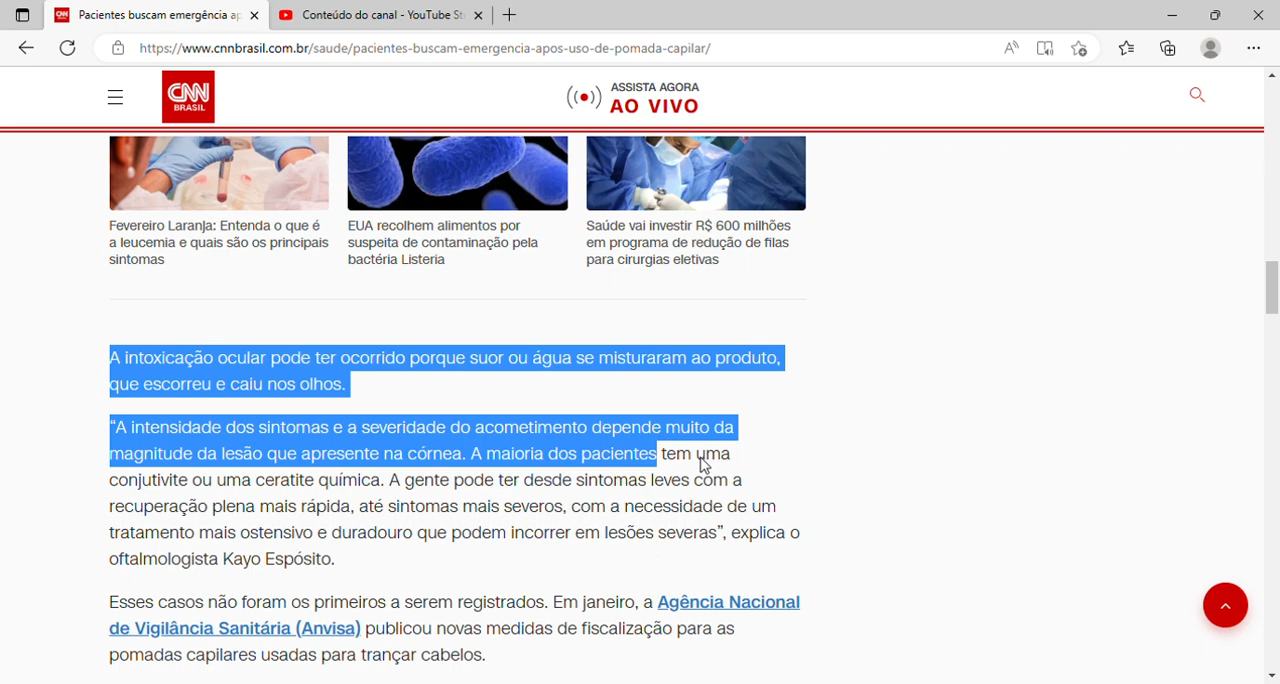 Pacientes buscam emergência ap
Conteúdo do canal - YouTube St
https://www.cnnbrasil.com.br/saude/pacientes-buscam-emergencia-apos-uso-de-pomada-capilar/
CNN
BRASIL
ASSISTA AGORA
AO VIVO
Fevereiro Laranja: Entenda o que é
a leucemia e quais são os principais
sintomas
EUA recolhem alimentos por
suspeita de contaminação pela
bactéria Listeria
Saúde vai investir R$ 600 milhões
em programa de redução de filas
para cirurgias eletivas
A intoxicação ocular pode ter ocorrido porque suor ou água se misturaram ao produto,
que escorreu e caiu nos olhos.
“A intensidade dos sintomas e a severidade do acometimento depende muito da
magnitude da lesão que apresente na córnea. A maioria dos pacientes tem uma
conjutivite ou uma ceratite química. A gente pode ter desde sintomas leves com a
recuperação plena mais rápida, até sintomas mais severos, com a necessidade de um
tratamento mais ostensivo e duradouro que podem incorrer em lesões severas”, explica o
oftalmologista Kayo Espósito.
Esses casos não foram os primeiros a serem registrados. Em janeiro, a Agência Nacional
de Vigilância Sanitária (Anvisa) publicou novas medidas de fiscalização para as
pomadas capilares usadas para trançar cabelos.